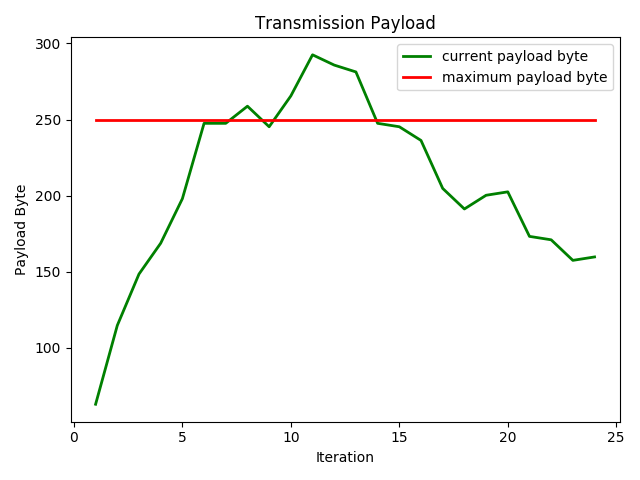 Transmission Payload
current payload byte
maximum payload byte
300
250
200
150
100
Payload Byte
0 5 10 15 20 25
Iteration